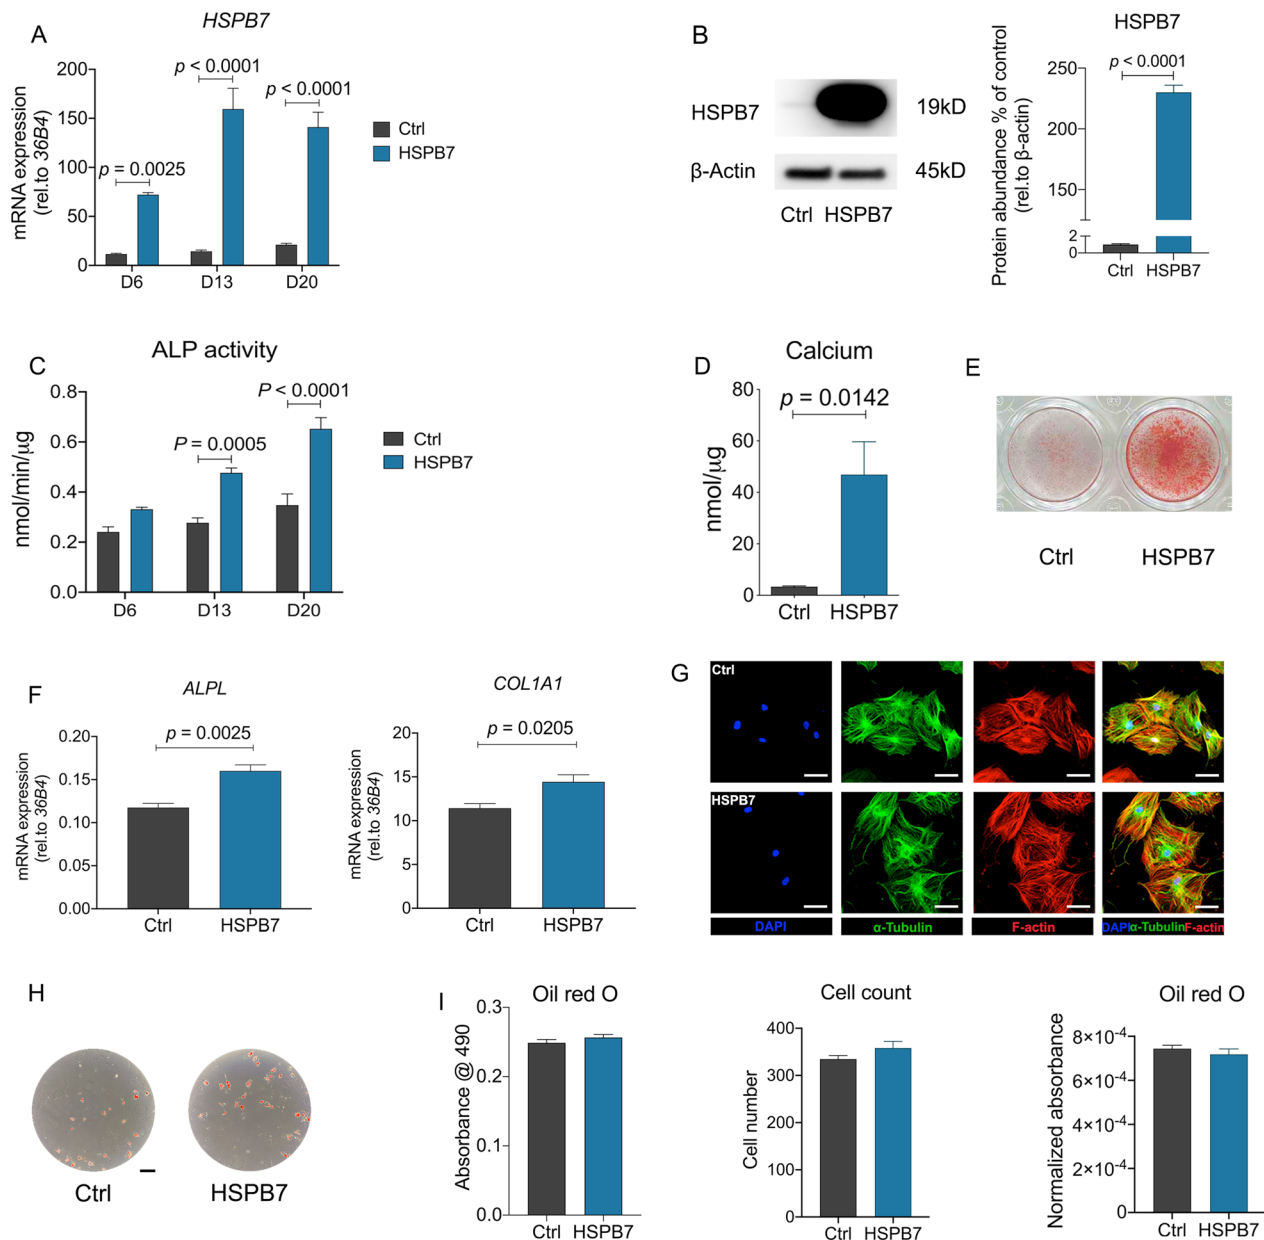 A
HSPB7
mRNA expression
(rel.to 36B4)
200
150
100
50
0
p = 0.0025
p < 0.0001
p < 0.0001
D6
D13
D20
Ctrl
HSPB7
B
HSPB7
19kD
β-Actin
45kD
Ctrl HSPB7
HSPB7
Protein abundance % of control
(rel.to β-actin)
250
200
150
2
0
p < 0.0001
Ctrl
HSPB7
C
ALP activity
nmol/min/µg
0.8
0.6
0.4
0.2
0.0
P = 0.0005
P < 0.0001
D6
D13
D20
Ctrl
HSPB7
D
Calcium
nmol/µg
80
60
40
20
0
p = 0.0142
Ctrl
HSPB7
E
Ctrl
HSPB7
F
ALPL
mRNA expression
(rel.to 36B4)
0.20
0.15
0.10
0.05
0.00
p = 0.0025
Ctrl
HSPB7
COL1A1
mRNA expression
(rel.to 36B4)
20
15
10
5
0
p = 0.0205
Ctrl
HSPB7
G
Ctrl
HSPB7
DAPI
α-Tubulin
F-actin
DAPI α-Tubulin F-actin
H
Ctrl
HSPB7
I
Oil red O
Absorbance @ 490
0.3
0.2
0.1
0.0
Ctrl
HSPB7
Cell count
Cell number
400
300
200
100
0
Ctrl
HSPB7
Oil red O
Normalized absorbance
8×10⁻⁴
6×10⁻⁴
4×10⁻⁴
2×10⁻⁴
0
Ctrl
HSPB7